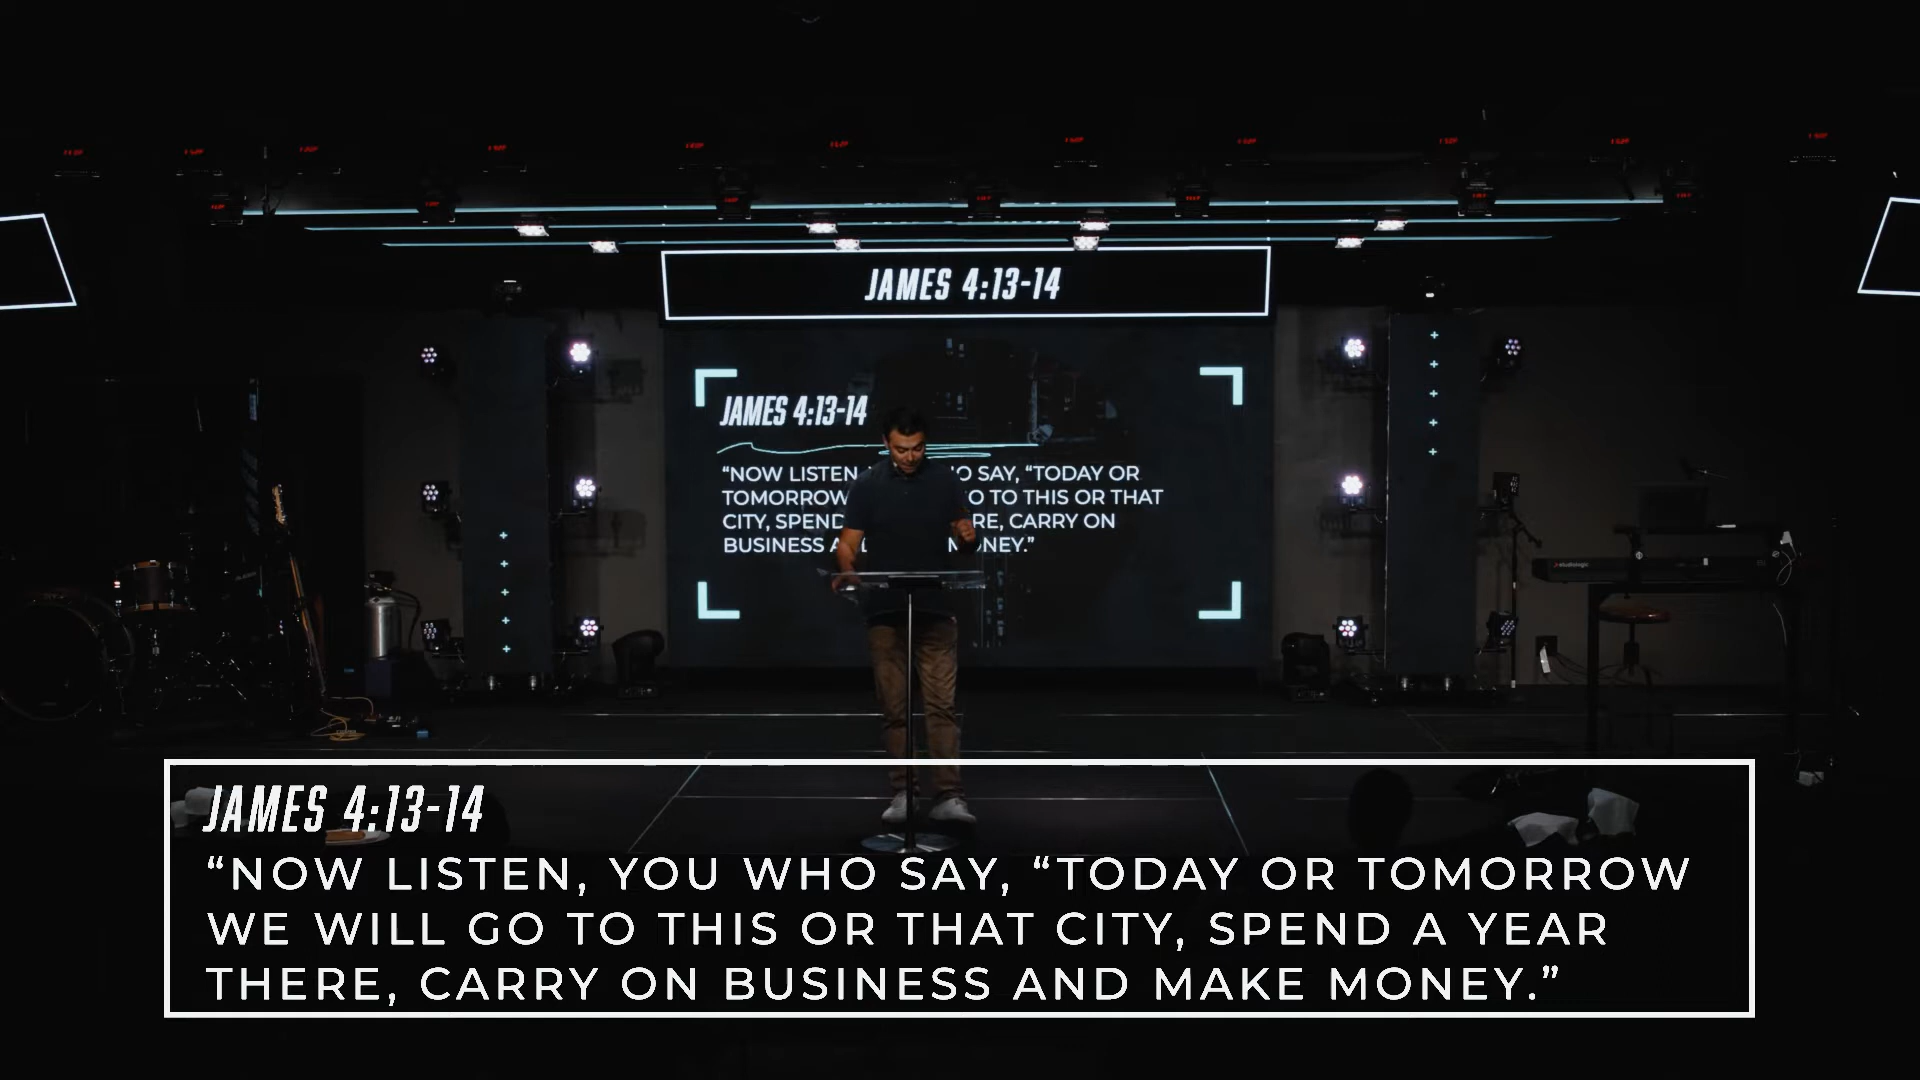 JAMES 4:13-14
JAMES 4:13-14
“NOW LISTEN, O SAY, “TODAY OR
TOMORROW O TO THIS OR THAT
CITY, SPEND RE, CARRY ON
BUSINESS A NEY.”
studiologic
JAMES 4:13-14
“NOW LISTEN, YOU WHO SAY, “TODAY OR TOMORROW
WE WILL GO TO THIS OR THAT CITY, SPEND A YEAR
THERE, CARRY ON BUSINESS AND MAKE MONEY.”